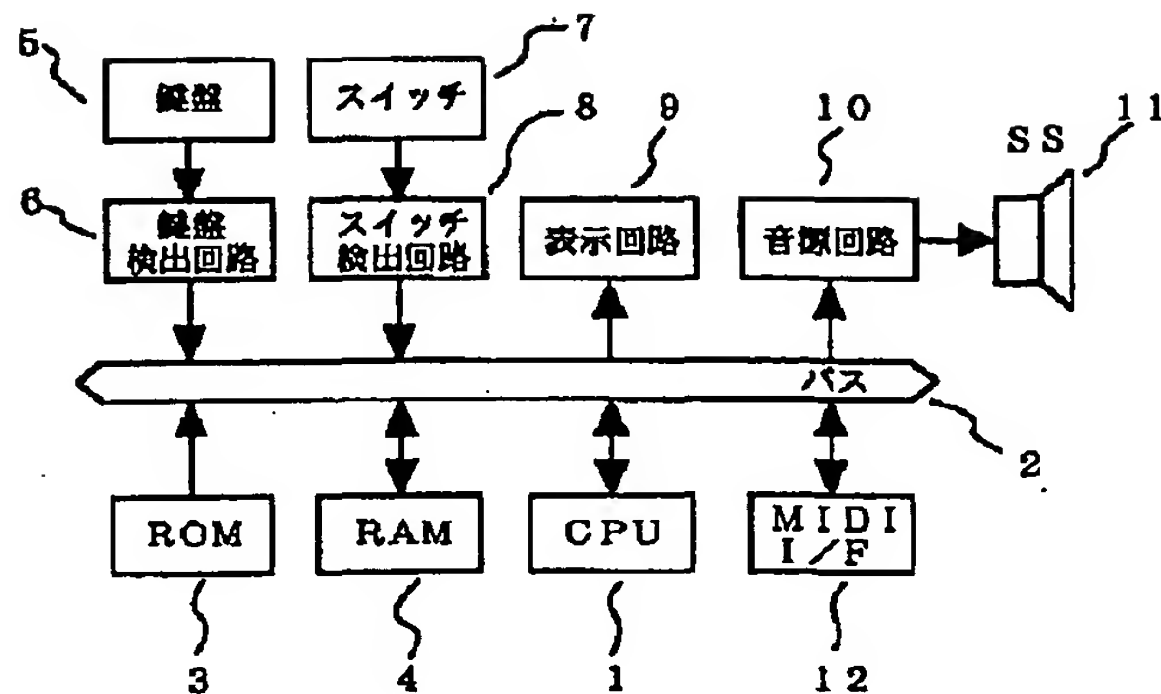 5
鍵盤
7
スイッチ
8
9
10
SS
11
6
鍵盤
検出回路
スイッチ
検出回路
表示回路
音源回路
バス
2
ROM
RAM
CPU
MIDI
I/F
3
4
1
12